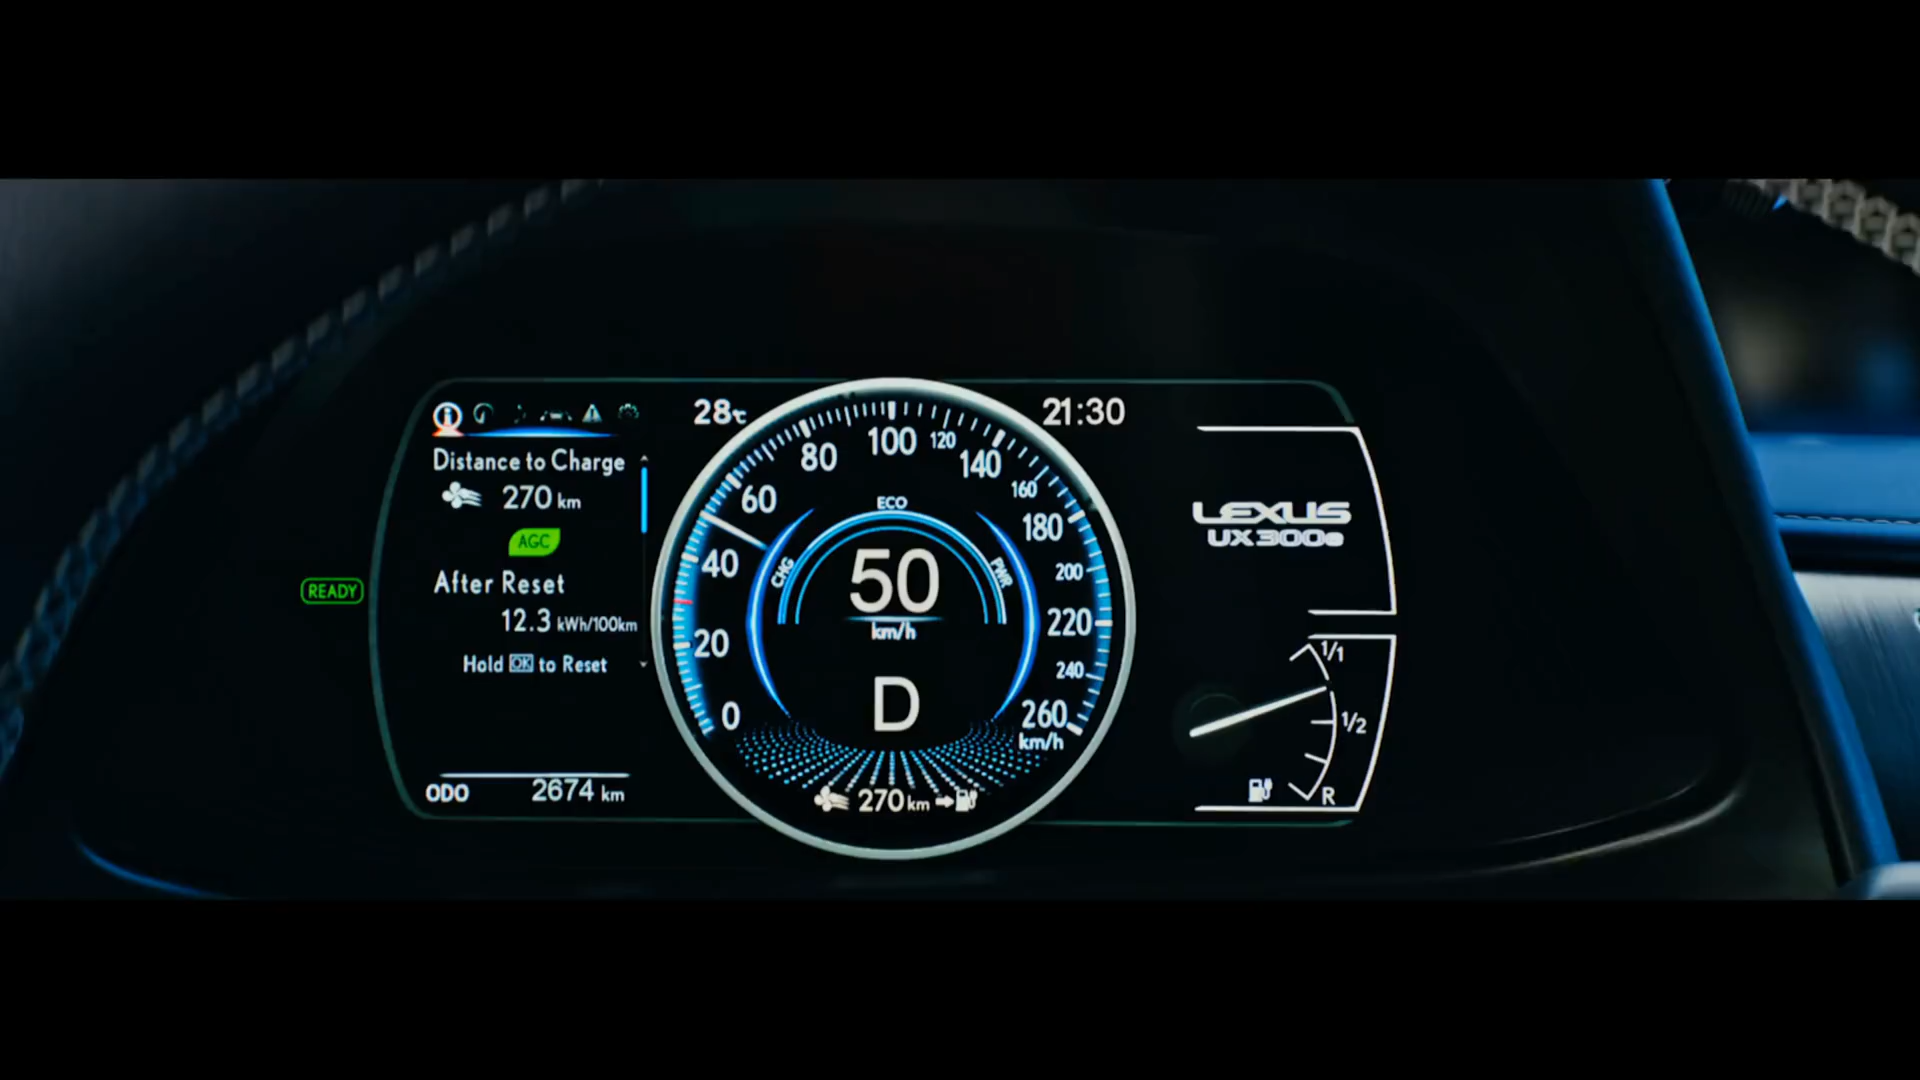 28℃
21:30
Distance to Charge
270 km
AGC
After Reset
12.3 kWh/100km
Hold OK to Reset
ODO 2674 km
READY
0
20
40
60
80
100
120
140
160
180
200
220
240
260
km/h
ECO
CHG
PWR
50
km/h
D
270 km
LEXUS
UX300e
1/1
1/2
R